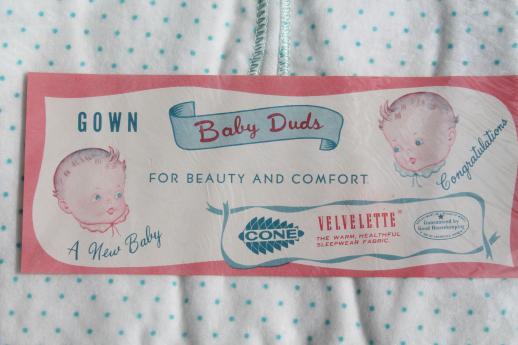 GOWN
Baby Duds
Congratulations
FOR BEAUTY AND COMFORT
A New Baby
CONE
VELVELETTE
THE WARM, HEALTHFUL
SLEEPWEAR FABRIC
Guaranteed by
Good Housekeeping